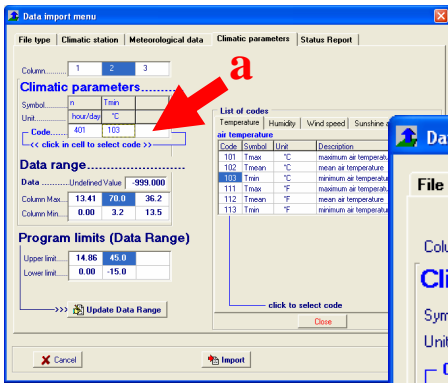 Data import menu
File type Climatic station Meteorological data Climatic parameters Status Report
Column 1 2 3
a
Climatic parameters
Symbol n Tmin
Unit hour/day °C
Code 401 103
<< click in cell to select code >>
List of codes
Temperature Humidity Wind speed Sunshine
air temperature
Code Symbol Unit Description
101 Tmax °C maximum air
102 Tmean °C mean air
103 Tmin °C minimum air
111 Tmax °F maximum air
112 Tmean °F mean air
113 Tmin °F minimum air
click to select code
Close
Data range
Data Undefined Value -999.000
Column Max 13.41 70.0 36.2
Column Min 0.00 3.2 13.5
Program limits (Data Range)
Upper limit 14.86 45.0
Lower limit 0.00 -15.0
>>> Update Data Range
Cancel Import
Da
File
Colu
Cli
Sym
Unit